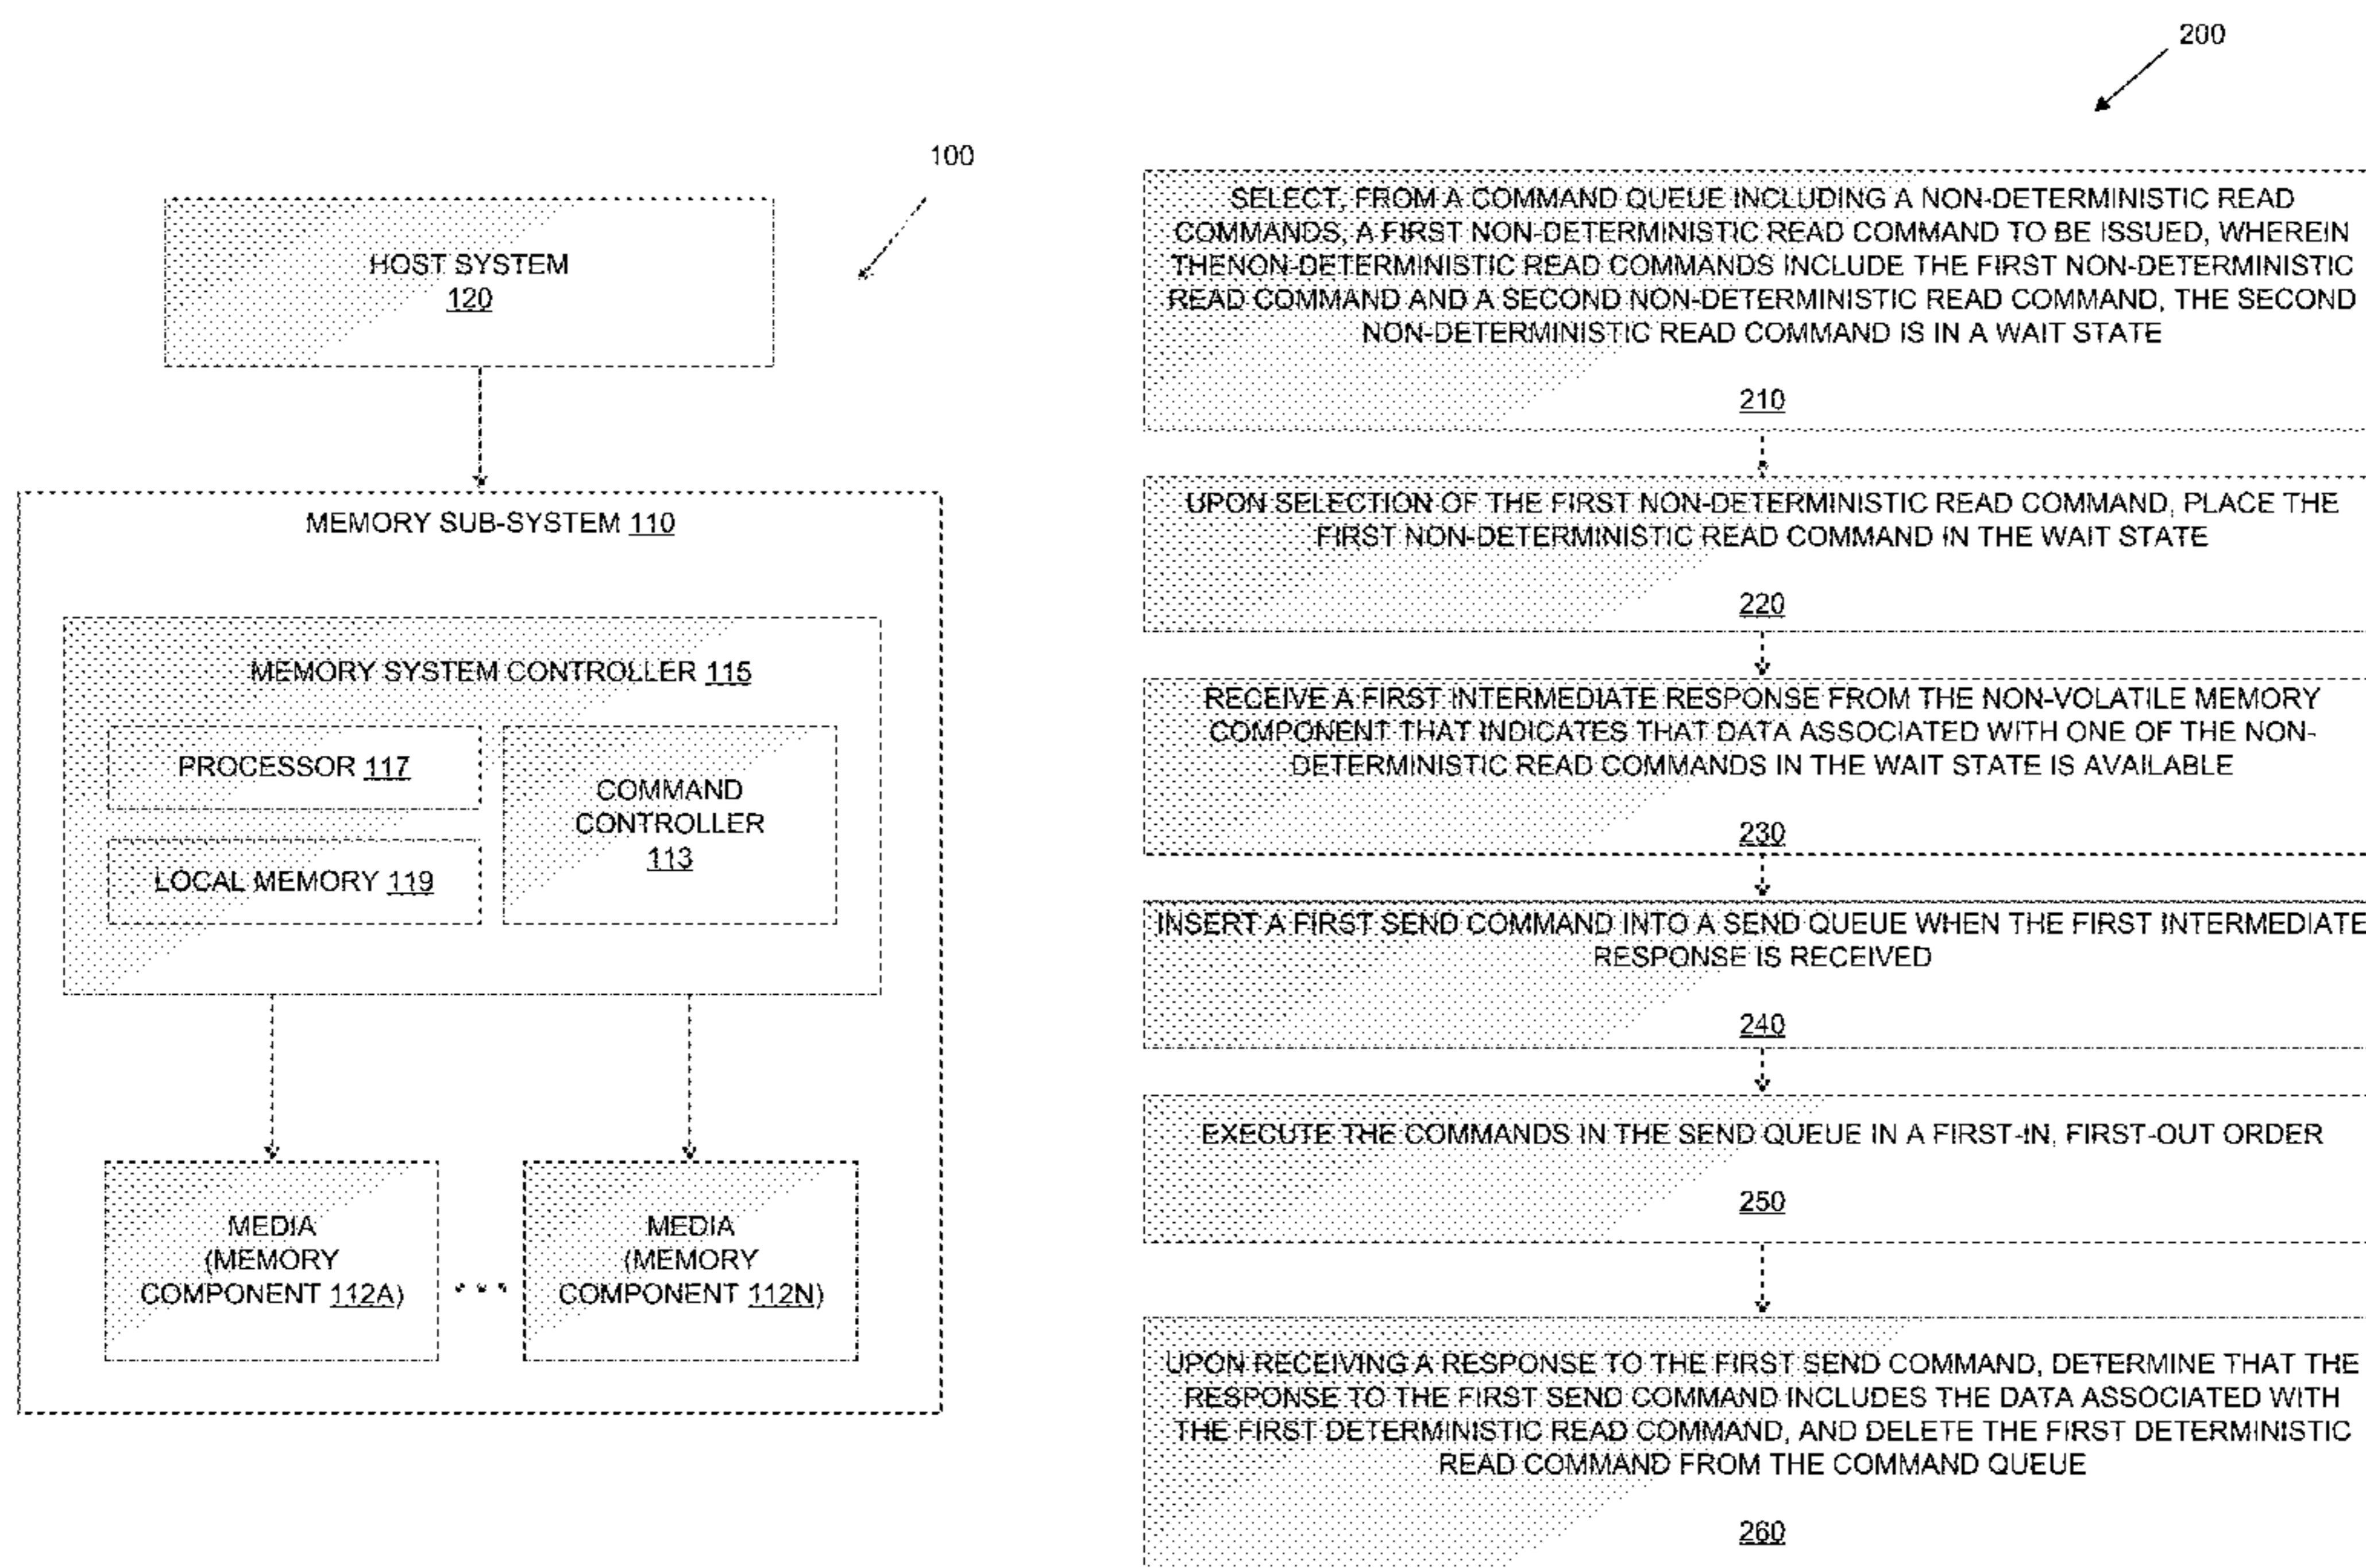 100
HOST SYSTEM
120
MEMORY SUB-SYSTEM 110
MEMORY SYSTEM CONTROLLER 115
PROCESSOR 117
LOCAL MEMORY 119
COMMAND
CONTROLLER
113
MEDIA
(MEMORY
COMPONENT 112A)
MEDIA
(MEMORY
COMPONENT 112N)
200
SELECT, FROM A COMMAND QUEUE INCLUDING A NON-DETERMINISTIC READ
COMMANDS, A FIRST NON-DETERMINISTIC READ COMMAND TO BE ISSUED, WHEREIN
THENON-DETERMINISTIC READ COMMANDS INCLUDE THE FIRST NON-DETERMINISTIC
READ COMMAND AND A SECOND NON-DETERMINISTIC READ COMMAND, THE SECOND
NON-DETERMINISTIC READ COMMAND IS IN A WAIT STATE
210
UPON SELECTION OF THE FIRST NON-DETERMINISTIC READ COMMAND, PLACE THE
FIRST NON-DETERMINISTIC READ COMMAND IN THE WAIT STATE
220
RECEIVE A FIRST INTERMEDIATE RESPONSE FROM THE NON-VOLATILE MEMORY
COMPONENT THAT INDICATES THAT DATA ASSOCIATED WITH ONE OF THE NON-
DETERMINISTIC READ COMMANDS IN THE WAIT STATE IS AVAILABLE
230
INSERT A FIRST SEND COMMAND INTO A SEND QUEUE WHEN THE FIRST INTERMEDIATE
RESPONSE IS RECEIVED
240
EXECUTE THE COMMANDS IN THE SEND QUEUE IN A FIRST-IN, FIRST-OUT ORDER
250
UPON RECEIVING A RESPONSE TO THE FIRST SEND COMMAND, DETERMINE THAT THE
RESPONSE TO THE FIRST SEND COMMAND INCLUDES THE DATA ASSOCIATED WITH
THE FIRST DETERMINISTIC READ COMMAND, AND DELETE THE FIRST DETERMINISTIC
READ COMMAND FROM THE COMMAND QUEUE
260